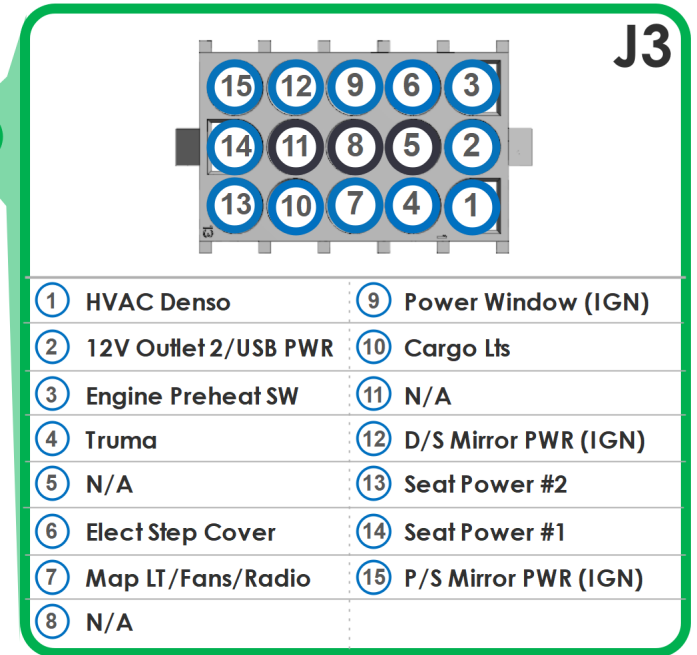 J3
15 12 9 6 3
14 11 8 5 2
13 10 7 4 1
13
1 HVAC Denso
9 Power Window (IGN)
2 12V Outlet 2/USB PWR
10 Cargo Lts
3 Engine Preheat SW
11 N/A
4 Truma
12 D/S Mirror PWR (IGN)
5 N/A
13 Seat Power #2
6 Elect Step Cover
14 Seat Power #1
7 Map LT/Fans/Radio
15 P/S Mirror PWR (IGN)
8 N/A